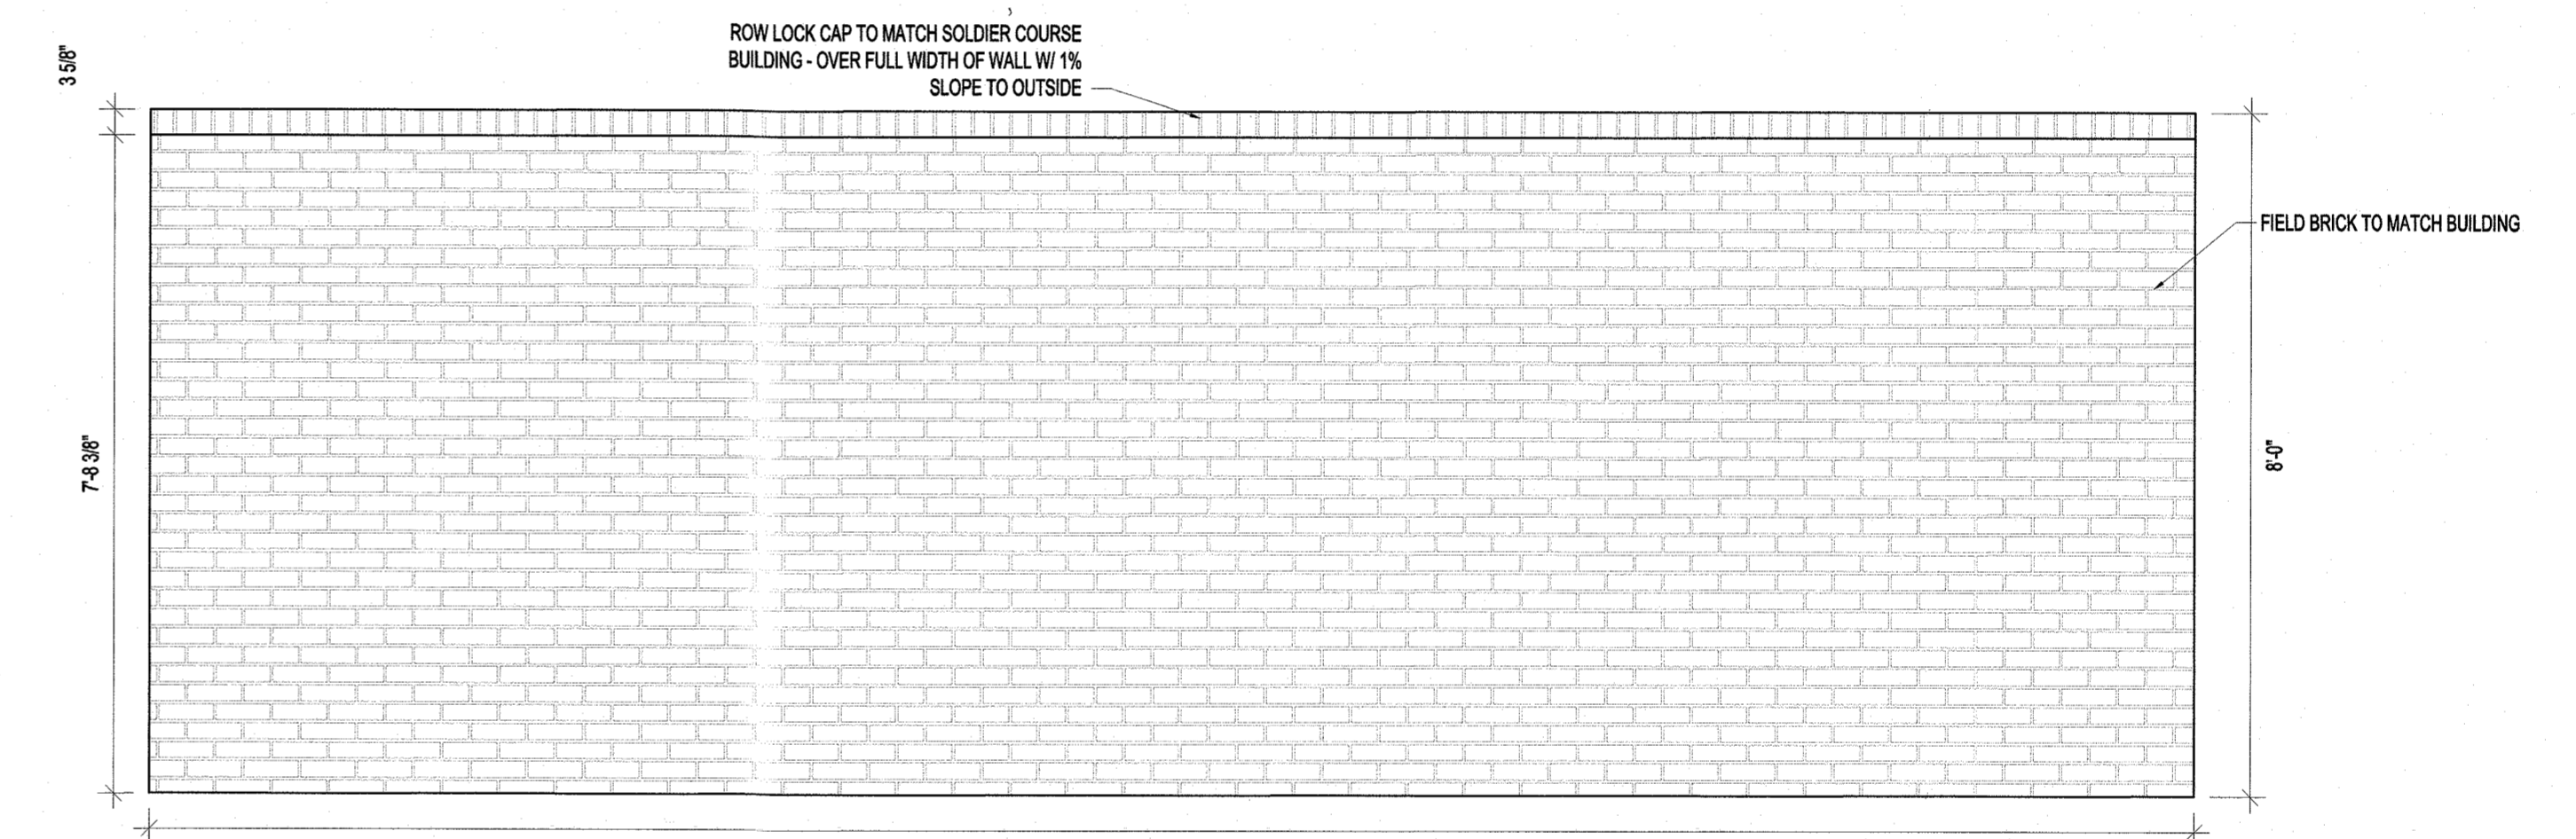 3 5/8"
ROW LOCK CAP TO MATCH SOLDIER COURSE
BUILDING - OVER FULL WIDTH OF WALL W/ 1%
SLOPE TO OUTSIDE
FIELD BRICK TO MATCH BUILDING
7'-8 3/8"
8'-0"